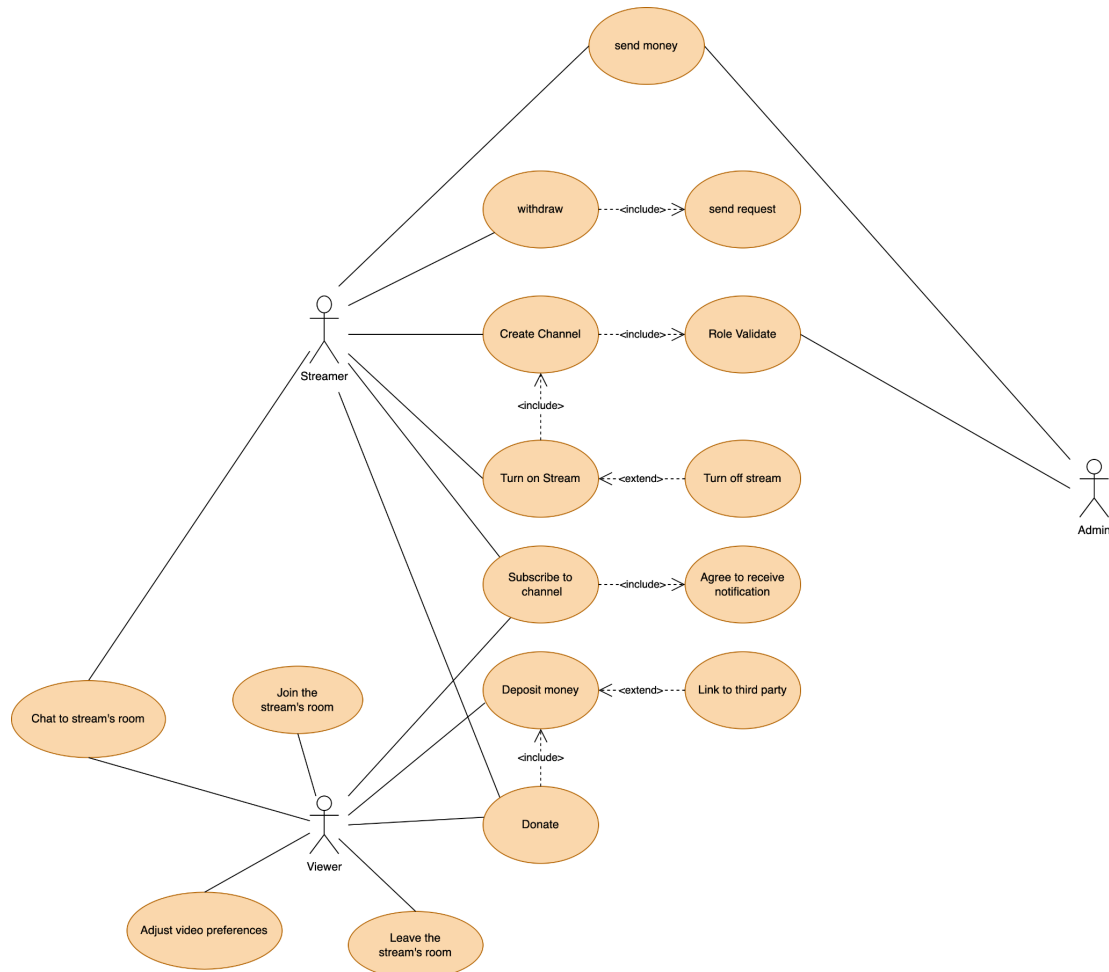 send money
withdraw
<include>
send request
Create Channel
<include>
Role Validate
Streamer
<include>
Turn on Stream
<extend>
Turn off stream
Admin
Subscribe to
channel
<include>
Agree to receive
notification
Join the
stream's room
Deposit money
<extend>
Link to third party
Chat to stream's room
<include>
Donate
Viewer
Adjust video preferences
Leave the
stream's room